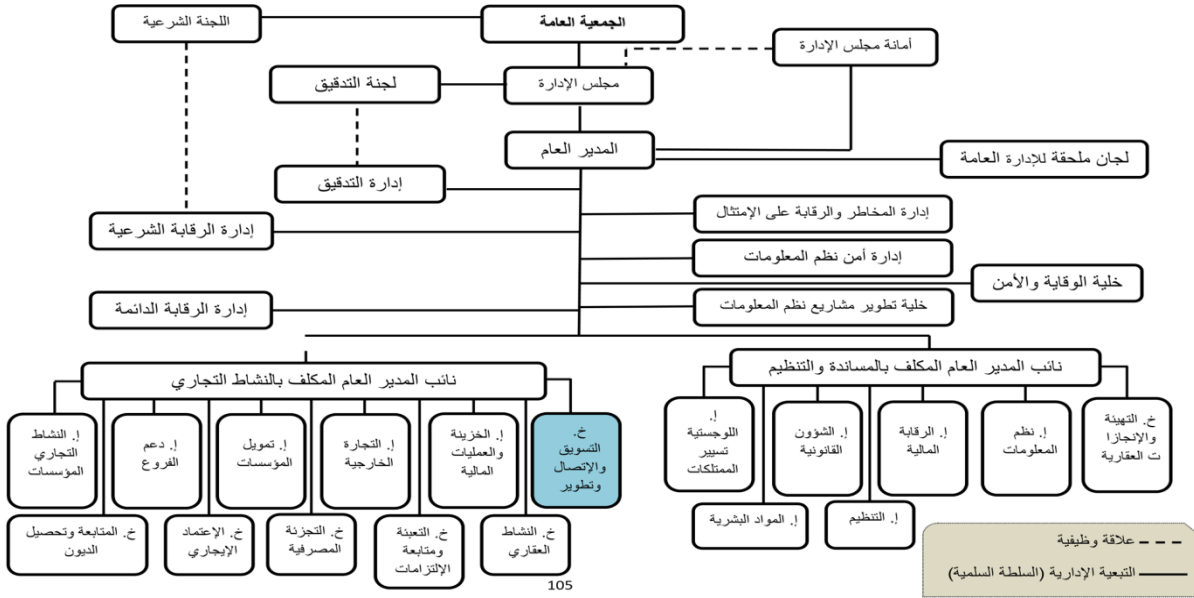 الجمعية العامة
اللجنة الشرعية
أمانة مجلس الإدارة
مجلس الإدارة
لجنة التدقيق
المدير العام
لجان ملحقة للإدارة العامة
إدارة التدقيق
إدارة المخاطر والرقابة على الإمتثال
إدارة الرقابة الشرعية
إدارة أمن نظم المعلومات
خلية الوقاية والأمن
خلية تطوير مشاريع نظم المعلومات
إدارة الرقابة الدائمة
نائب المدير العام المكلف بالمساندة والتنظيم
خ. التهيئة
والإنجازا
ت العقارية
إ. نظم
المعلومات
إ. الرقابة
المالية
إ. الشؤون
القانونية
إ.
اللوجستية
تسيير
الممتلكات
إ. التنظيم
إ. المواد البشرية
نائب المدير العام المكلف بالنشاط التجاري
خ.
التسويق
والإتصال
وتطوير
إ. الخزينة
والعمليات
المالية
إ. التجارة
الخارجية
إ. تمويل
المؤسسات
إ. دعم
الفروع
إ. النشاط
التجاري
المؤسسات
خ. النشاط
العقاري
خ. التعبئة
ومتابعة
الإلتزامات
خ. التجزئة
المصرفية
خ. الإعتماد
الإيجاري
خ. المتابعة وتحصيل
الديون
علاقة وظيفية
التبعية الإدارية (السلطة السلمية)
105